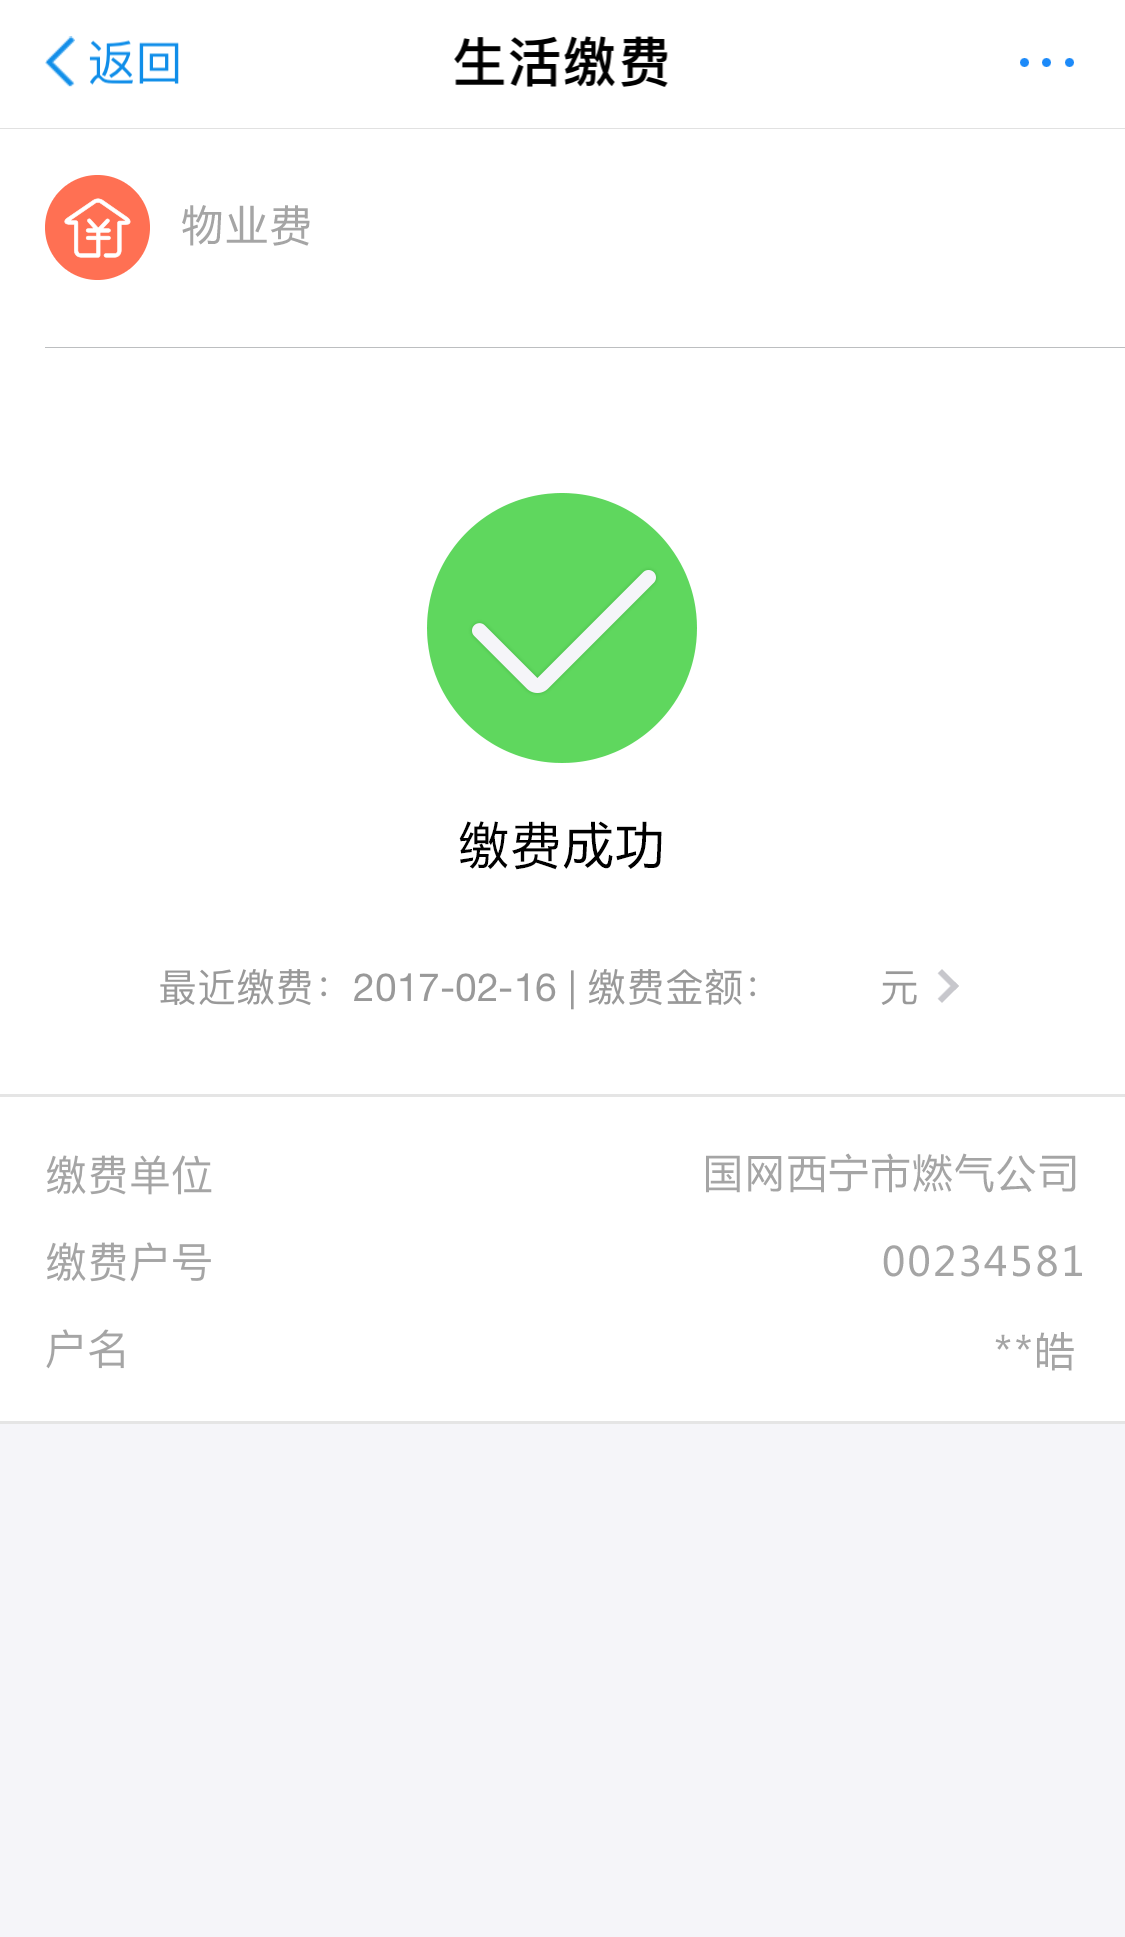 返回 生活缴费
物业费
缴费成功
最近缴费：2017-02-16 | 缴费金额： 元
缴费单位 国网西宁市燃气公司
缴费户号 00234581
户名 **皓